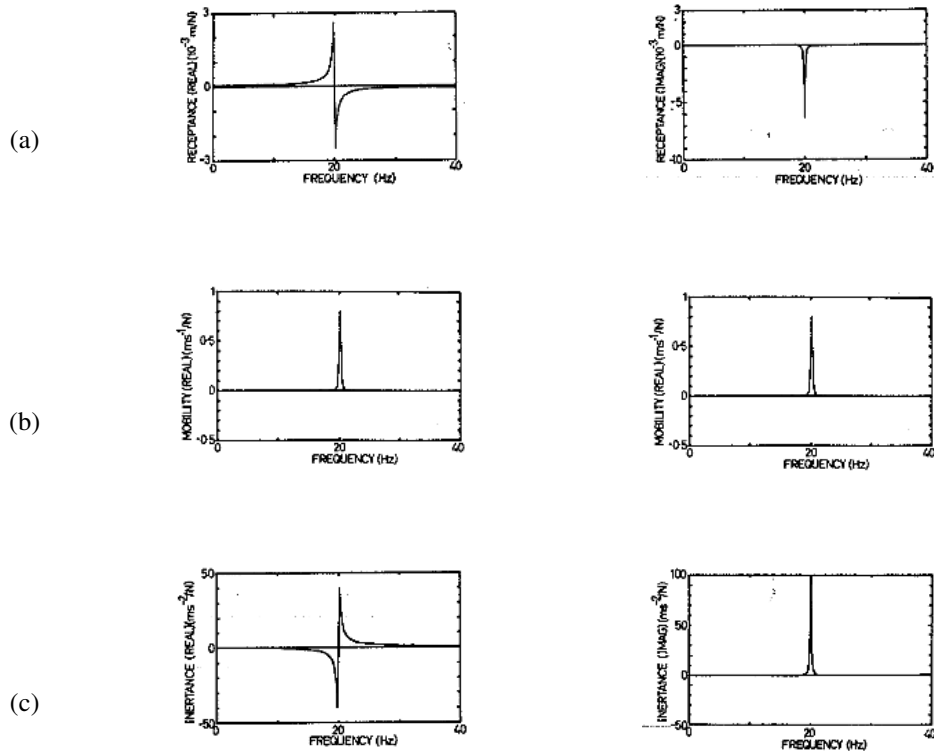 (a)
RECEPTANCE (REAL)(10⁻³m/N)
3
0
-3
0
20
40
FREQUENCY (Hz)
RECEPTANCE (IMAG)(10⁻³m/N)
3
0
-5
-10
0
20
40
FREQUENCY (Hz)
(b)
MOBILITY (REAL)(ms⁻¹/N)
1
0·5
0
-0·5
0
20
40
FREQUENCY (Hz)
MOBILITY (REAL)(ms⁻¹/N)
1
0·5
0
-0·5
0
20
40
FREQUENCY (Hz)
(c)
INERTANCE (REAL)(ms⁻²/N)
50
0
-50
0
20
40
FREQUENCY (Hz)
INERTANCE (IMAG)(ms⁻²/N)
100
50
0
-50
0
20
40
FREQUENCY (Hz)